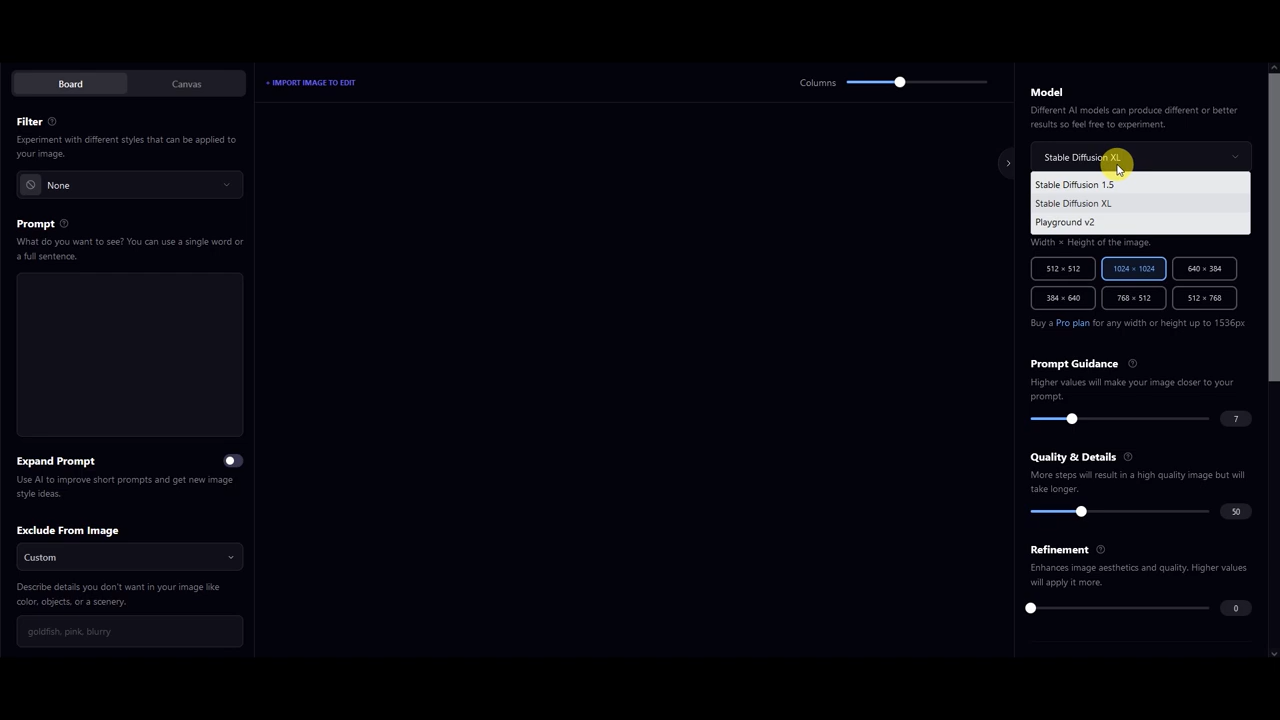 Board
Canvas
Filter
Experiment with different styles that can be applied to
your image.
None
Prompt
What do you want to see? You can use a single word or
a full sentence.
Expand Prompt
Use AI to improve short prompts and get new image
style ideas.
Exclude From Image
Custom
Describe details you don't want in your image like
color, objects, or a scenery.
goldfish, pink, blurry
+ IMPORT IMAGE TO EDIT
Columns
Model
Different AI models can produce different or better
results so feel free to experiment.
Stable Diffusion XL
Stable Diffusion 1.5
Stable Diffusion XL
Playground v2
Width × Height of the image.
512 × 512
1024 × 1024
640 × 384
384 × 640
768 × 512
512 × 768
Buy a Pro plan for any width or height up to 1536px
Prompt Guidance
Higher values will make your image closer to your
prompt.
7
Quality & Details
More steps will result in a high quality image but will
take longer.
50
Refinement
Enhances image aesthetics and quality. Higher values
will apply it more.
0